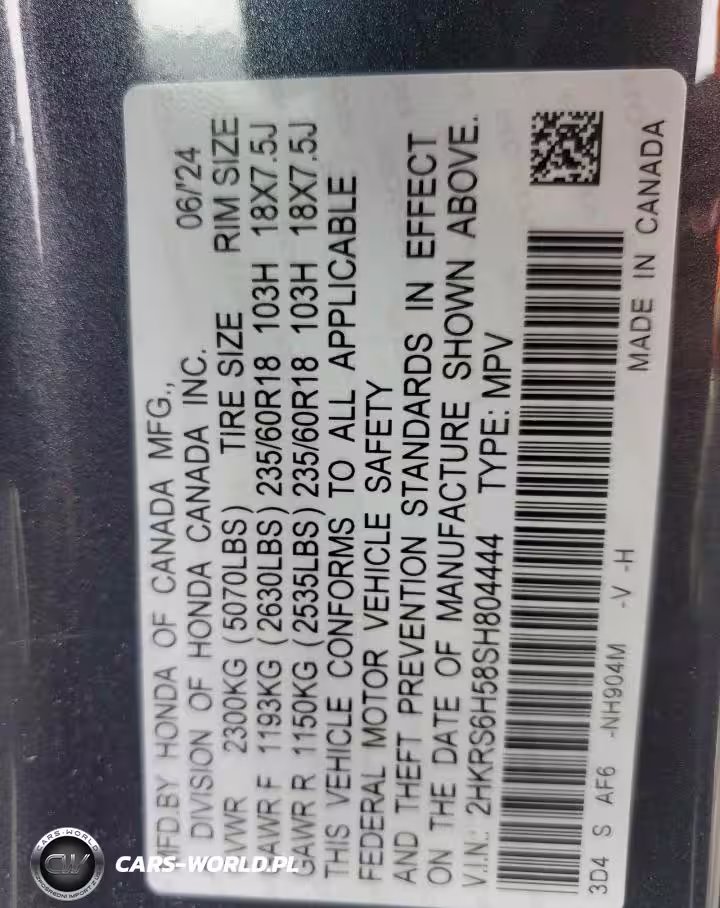 MFD.BY HONDA OF CANADA MFG.,
DIVISION OF HONDA CANADA INC. 06/'24
GVWR 2300KG (5070LBS) TIRE SIZE RIM SIZE
GAWR F 1193KG (2630LBS) 235/60R18 103H 18X7.5J
GAWR R 1150KG (2535LBS) 235/60R18 103H 18X7.5J
THIS VEHICLE CONFORMS TO ALL APPLICABLE
FEDERAL MOTOR VEHICLE SAFETY
AND THEFT PREVENTION STANDARDS IN EFFECT
ON THE DATE OF MANUFACTURE SHOWN ABOVE.
V.I.N.: 2HKRS6H58SH804444 TYPE: MPV
3D4 S AF6 -NH904M -V -H MADE IN CANADA
CARS-WORLD.PL
CARS-WORLD
CW